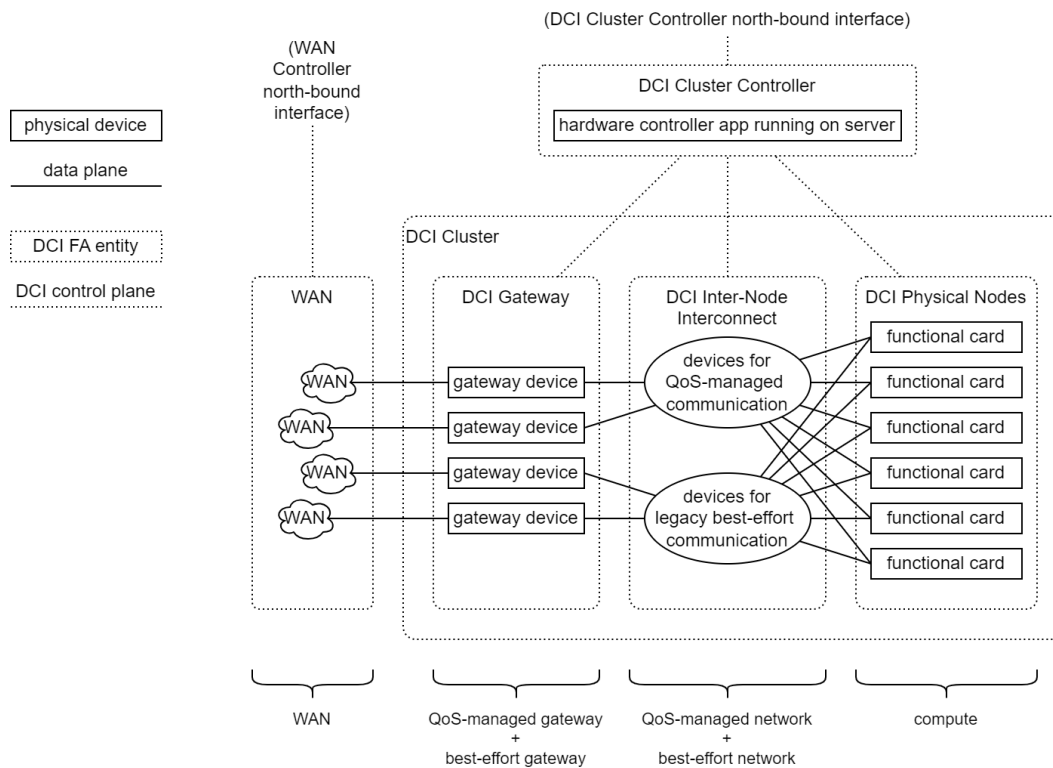 (DCI Cluster Controller north-bound interface)
(WAN
Controller
north-bound
interface)
DCI Cluster Controller
hardware controller app running on server
physical device
data plane
DCI FA entity
DCI control plane
DCI Cluster
WAN
DCI Gateway
DCI Inter-Node
Interconnect
DCI Physical Nodes
WAN
WAN
WAN
WAN
gateway device
gateway device
gateway device
gateway device
devices for
QoS-managed
communication
devices for
legacy best-effort
communication
functional card
functional card
functional card
functional card
functional card
functional card
WAN
QoS-managed gateway
+
best-effort gateway
QoS-managed network
+
best-effort network
compute